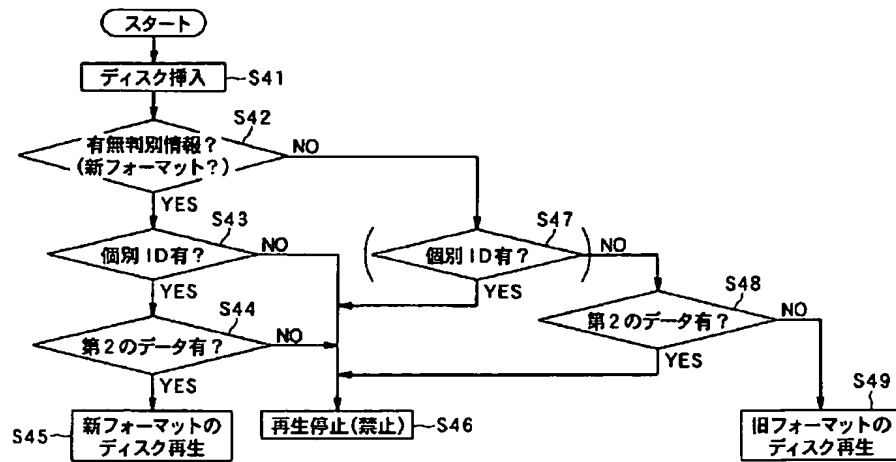 スタート
ディスク挿入
S41
S42
有無判別情報？
(新フォーマット？)
NO
YES
S43
個別ID有？
NO
YES
S47
(個別ID有？)
NO
YES
S44
第2のデータ有？
NO
YES
S48
第2のデータ有？
NO
YES
S45
新フォーマットの
ディスク再生
再生停止(禁止)
S46
S49
旧フォーマットの
ディスク再生